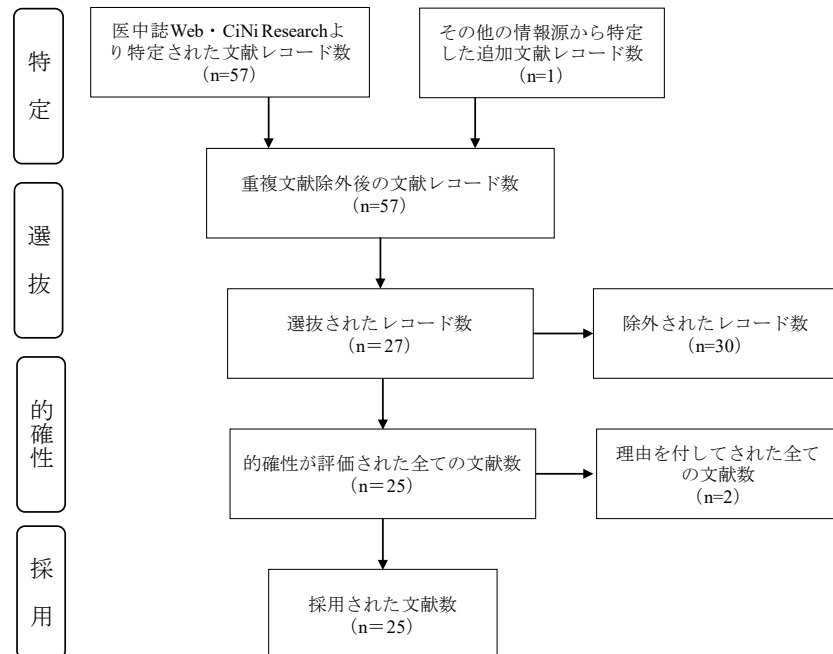 特定
医中誌Web・CiNi Researchよ
り特定された文献レコード数
（n=57）
その他の情報源から特定
した追加文献レコード数
（n=1）
重複文献除外後の文献レコード数
（n=57）
選抜
選抜されたレコード数
（n＝27）
除外されたレコード数
（n=30）
的確性
的確性が評価された全ての文献数
（n＝25）
理由を付してされた全て
の文献数
（n=2）
採用
採用された文献数
（n＝25）